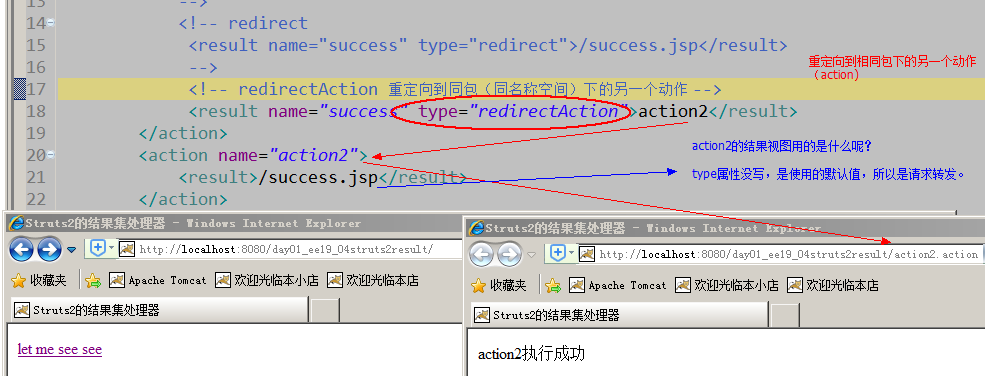 13 -->
14 <!-- redirect
15 <result name="success" type="redirect">/success.jsp</result>
16 -->
重定向到相同包下的另一个动作
（action）
17 <!-- redirectAction 重定向到同包（同名称空间）下的另一个动作 -->
18 <result name="success" type="redirectAction">action2</result>
19 </action>
action2的结果视图用的是什么呢?
20 <action name="action2">
21 <result>/success.jsp</result>
type属性没写，是使用的默认值，所以是请求转发。
22 </action>
Struts2的结果集处理器 - Windows Internet Explorer
http://localhost:8080/day01_ee19_04struts2result/
收藏夹 Apache Tomcat 欢迎光临本小店 欢迎光临本店
Struts2的结果集处理器
let me see see
Struts2的结果集处理器 - Windows Internet Explorer
http://localhost:8080/day01_ee19_04struts2result/action2.action
收藏夹 Apache Tomcat 欢迎光临本小店 欢迎光临本店
Struts2的结果集处理器
action2执行成功